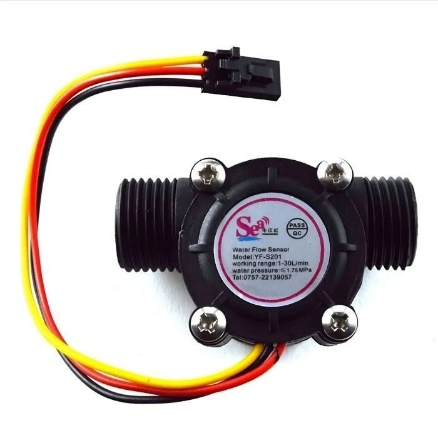 Sea
PASS
QC
Water Flow Sensor
Model:YF-S201
working range:1-30L/min
water pressure:≤1.75MPa
Tel:0757-22139057